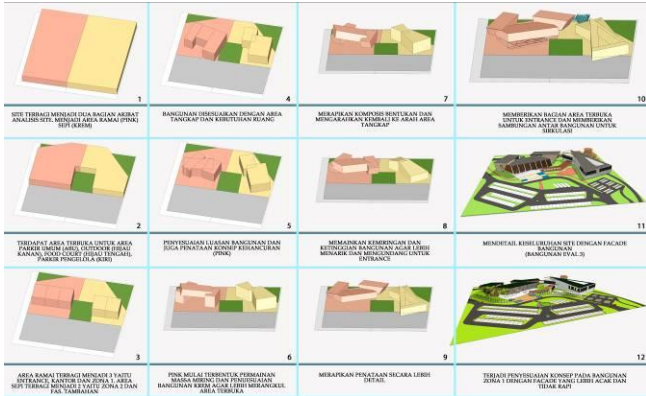 1
SITE TERBAGI MENJADI DUA BAGIAN AKIBAT
ANALISIS SITE, MENJADI AREA RAMAI (PINK)
SEPI (KREM)
2
TERDAPAT AREA TERBUKA UNTUK AREA
PARKIR UMUM (ABU), OUTDOOR (HIJAU
KANAN), FOOD COURT (HIJAU TENGAH),
PARKIR PENGELOLA (KIRI)
3
AREA RAMAI TERBAGI MENJADI 3 YAITU
ENTRANCE, KANTOR DAN ZONA 1. AREA
SEPI TERBAGI MENJADI 2 YAITU ZONA 2 DAN
FAS. TAMBAHAN
4
BANGUNAN DISESUAIKAN DENGAN AREA
TANGKAP DAN KEBUTUHAN RUANG
5
PENYESUAIAN LUASAN BANGUNAN DAN
JUGA PENATAAN KONSEP KEHANCURAN
(PINK)
6
PINK MULAI TERBENTUK PERMAINAN
MASSA MIRING DAN PENYESUAIAN
BANGUNAN KREM AGAR LEBIH MERANGKUL
AREA TERBUKA
7
MERAPIKAN KOMPOSISI BENTUKAN DAN
MENGARAHKAN KEMBALI KE ARAH AREA
TANGKAP
8
MEMAINKAN KEMIRINGAN DAN
KETINGGIAN BANGUNAN AGAR LEBIH
MENARIK DAN MENGUNDANG UNTUK
ENTRANCE
9
MERAPIKAN PENATAAN SECARA LEBIH
DETAIL
10
MEMBERIKAN BAGIAN AREA TERBUKA
UNTUK ENTRANCE DAN MEMBERIKAN
SAMBUNGAN ANTAR BANGUNAN UNTUK
SIRKULASI
11
MENDETAIL KESELURUHAN SITE DENGAN FACADE
BANGUNAN
(BANGUNAN EVAL 3)
12
TERJADI PENYESUAIAN KONSEP PADA BANGUNAN
ZONA 1 DENGAN FACADE YANG LEBIH ACAK DAN
TIDAK RAPI